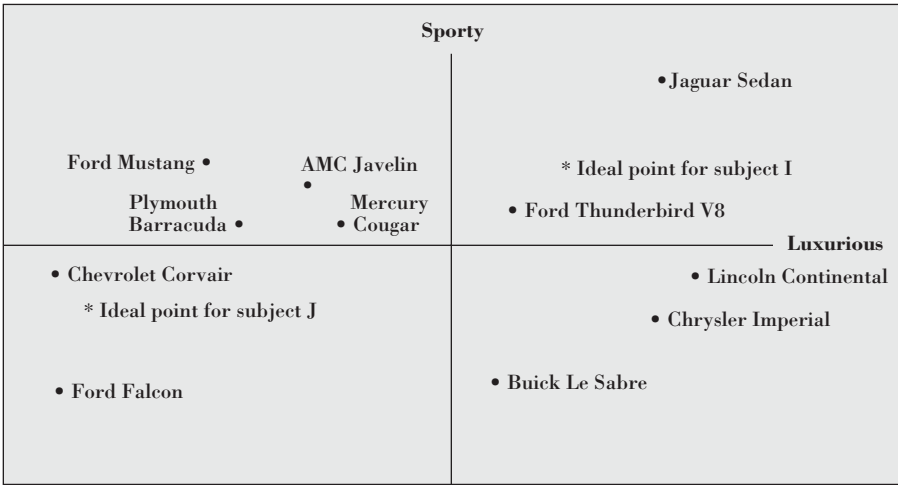 Sporty
Jaguar Sedan
Ford Mustang
AMC Javelin
* Ideal point for subject I
Plymouth
Barracuda
Mercury
Cougar
Ford Thunderbird V8
Luxurious
Chevrolet Corvair
Lincoln Continental
* Ideal point for subject J
Chrysler Imperial
Ford Falcon
Buick Le Sabre